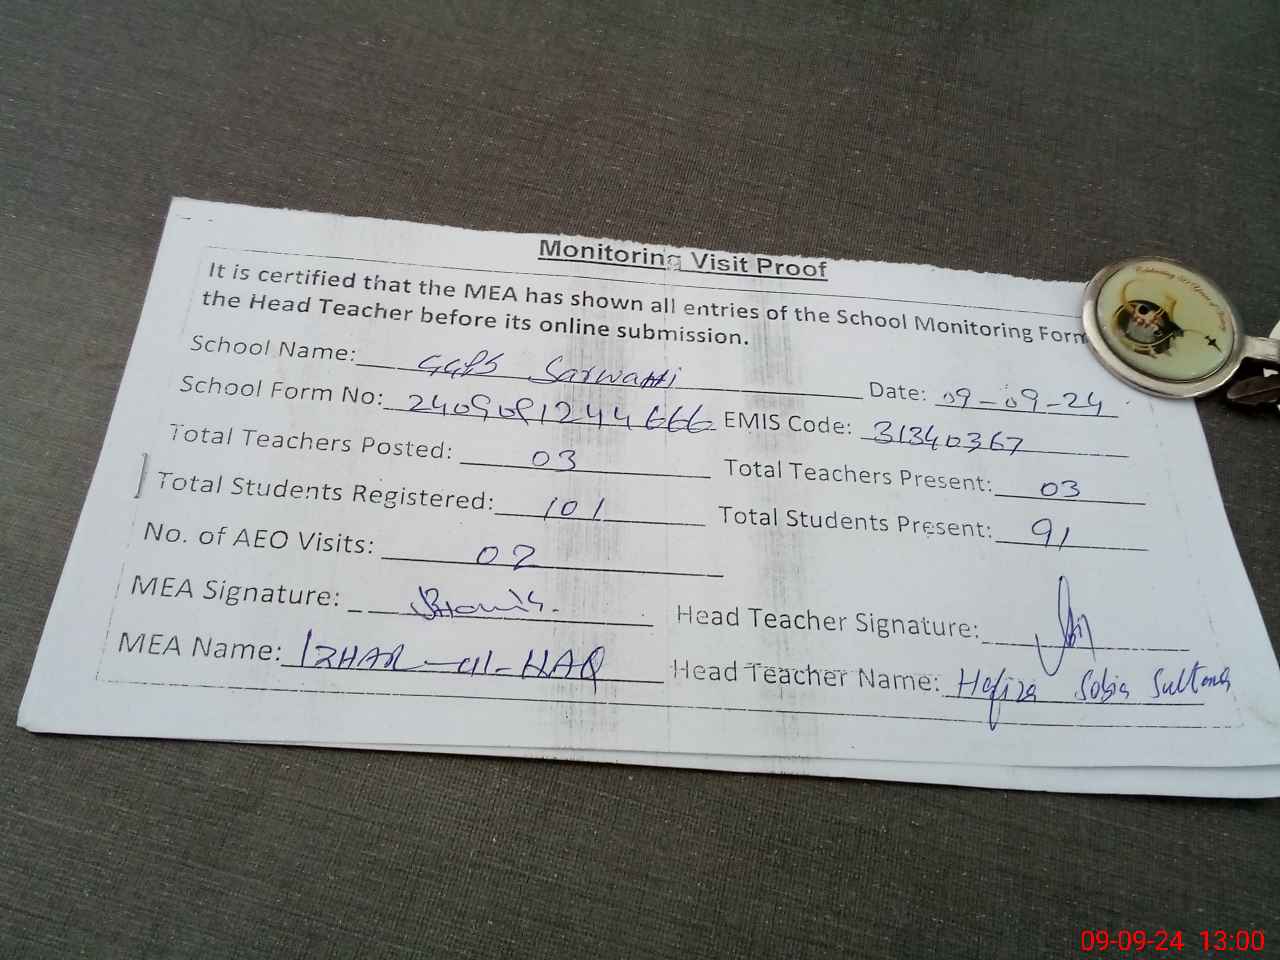 Monitoring Visit Proof
It is certified that the MEA has shown all entries of the School Monitoring Form
the Head Teacher before its online submission.
School Name: GGPS Sarwatti Date: 09-09-24
School Form No: 2409091244666 EMIS Code: 31340367
Total Teachers Posted: 03 Total Teachers Present: 03
Total Students Registered: 101 Total Students Present: 91
No. of AEO Visits: 02
MEA Signature: Head Teacher Signature:
MEA Name: IZHAR-ul-HAQ Head Teacher Name: Hafiza Sobia Sultana
09-09-24 13:00